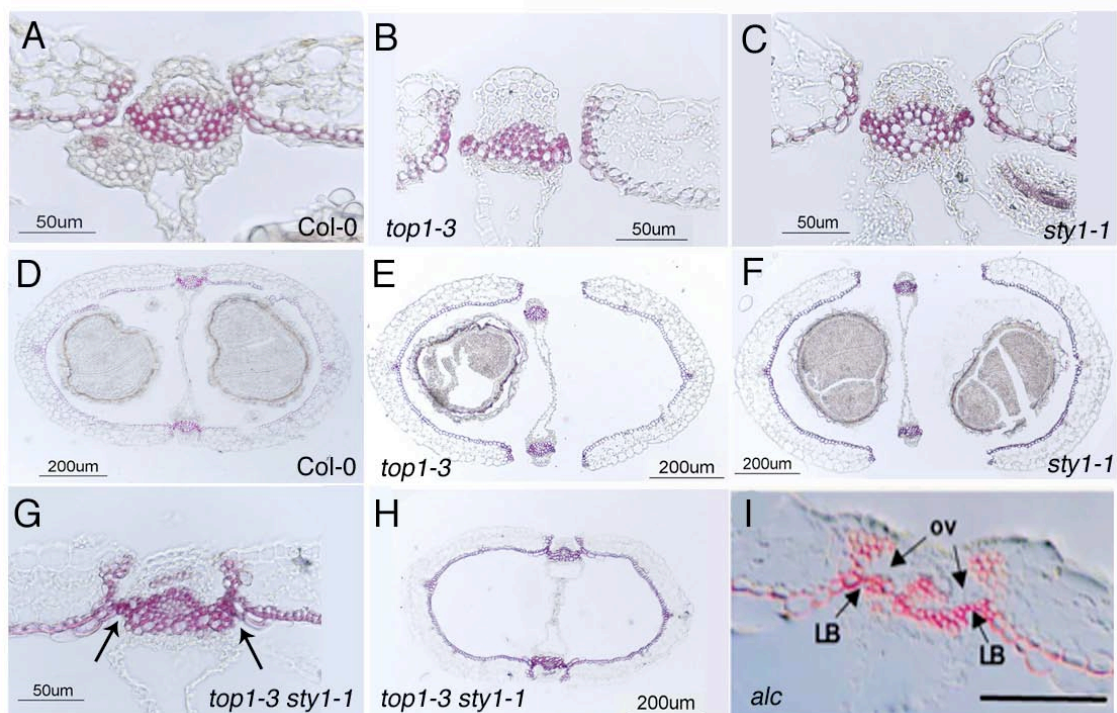 A
50um
Col-0
B
top1-3
50um
C
50um
sty1-1
D
200um
Col-0
E
top1-3
200um
F
200um
sty1-1
G
50um
top1-3 sty1-1
H
top1-3 sty1-1
200um
I
ov
LB
LB
alc